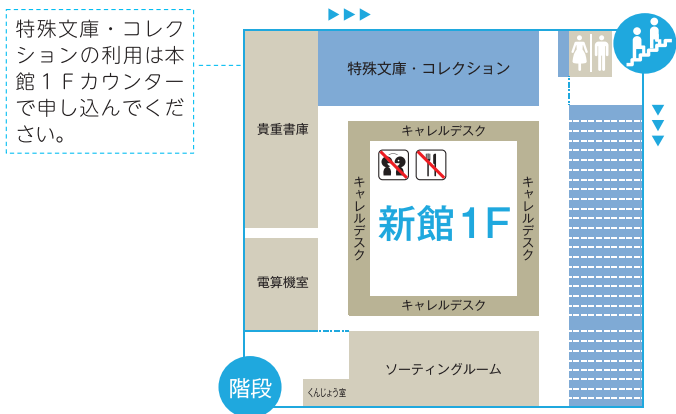 特殊文庫・コレク
ションの利用は本
館１Ｆカウンター
で申し込んでくだ
さい。
特殊文庫・コレクション
貴重書庫
キャレルデスク
キャレルデスク
キャレルデスク
新館１F
電算機室
キャレルデスク
ソーティングルーム
階段
くんじょう室